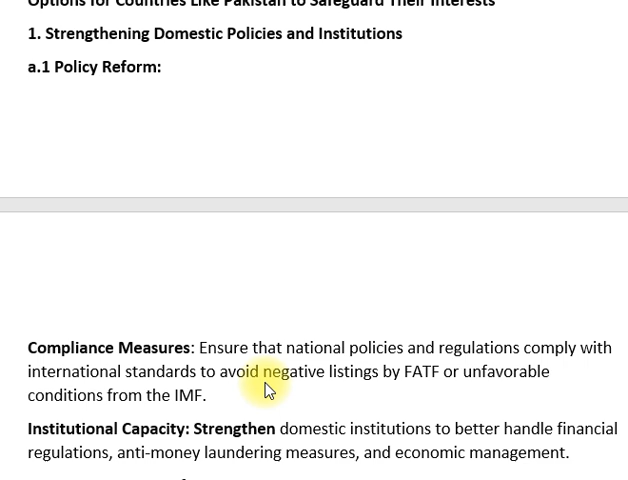 Options for Countries Like Pakistan to Safeguard Their Interests
1. Strengthening Domestic Policies and Institutions
a.1 Policy Reform:
Compliance Measures: Ensure that national policies and regulations comply with
international standards to avoid negative listings by FATF or unfavorable
conditions from the IMF.
Institutional Capacity: Strengthen domestic institutions to better handle financial
regulations, anti-money laundering measures, and economic management.